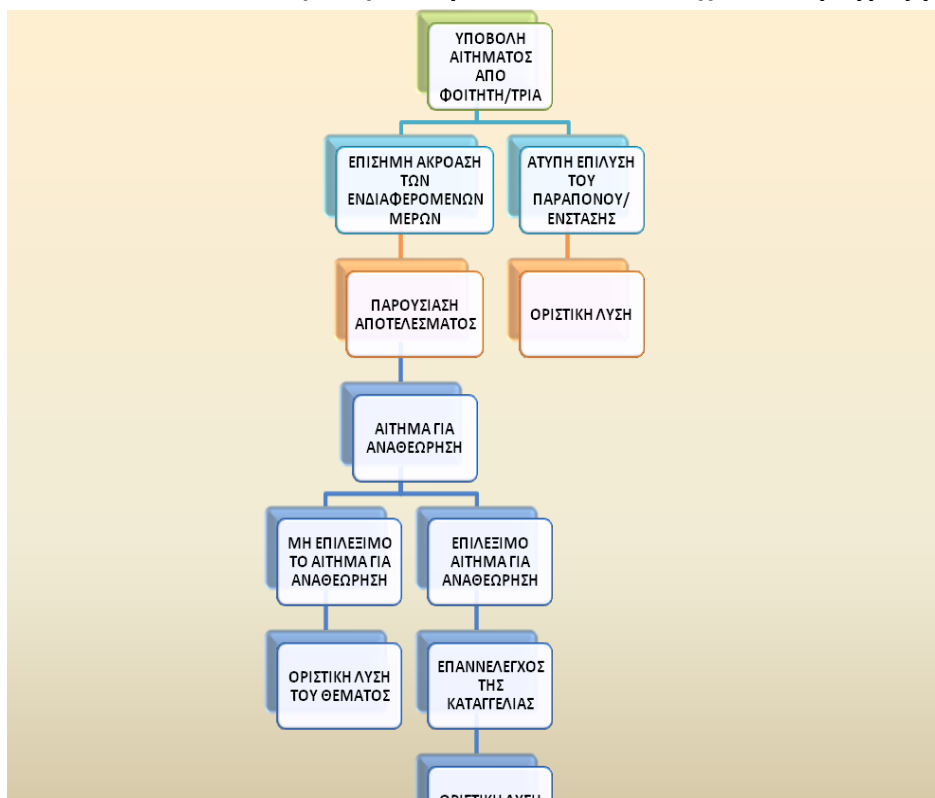 ΥΠΟΒΟΛΗ
ΑΙΤΗΜΑΤΟΣ
ΑΠΟ
ΦΟΙΤΗΤΗ/ΤΡΙΑ
ΕΠΙΣΗΜΗ ΑΚΡΟΑΣΗ
ΤΩΝ
ΕΝΔΙΑΦΕΡΟΜΕΝΩΝ
ΜΕΡΩΝ
ΑΤΥΠΗ ΕΠΙΛΥΣΗ
ΤΟΥ
ΠΑΡΑΠΟΝΟΥ/
ΕΝΣΤΑΣΗΣ
ΠΑΡΟΥΣΙΑΣΗ
ΑΠΟΤΕΛΕΣΜΑΤΟΣ
ΟΡΙΣΤΙΚΗ ΛΥΣΗ
ΑΙΤΗΜΑ ΓΙΑ
ΑΝΑΘΕΩΡΗΣΗ
ΜΗ ΕΠΙΛΕΞΙΜΟ
ΤΟ ΑΙΤΗΜΑ ΓΙΑ
ΑΝΑΘΕΩΡΗΣΗ
ΕΠΙΛΕΞΙΜΟ
ΑΙΤΗΜΑ ΓΙΑ
ΑΝΑΘΕΩΡΗΣΗ
ΟΡΙΣΤΙΚΗ ΛΥΣΗ
ΤΟΥ ΘΕΜΑΤΟΣ
ΕΠΑΝΝΕΛΕΓΧΟΣ
ΤΗΣ
ΚΑΤΑΓΓΕΛΙΑΣ
ΟΡΙΣΤΙΚΗ ΛΥΣΗ